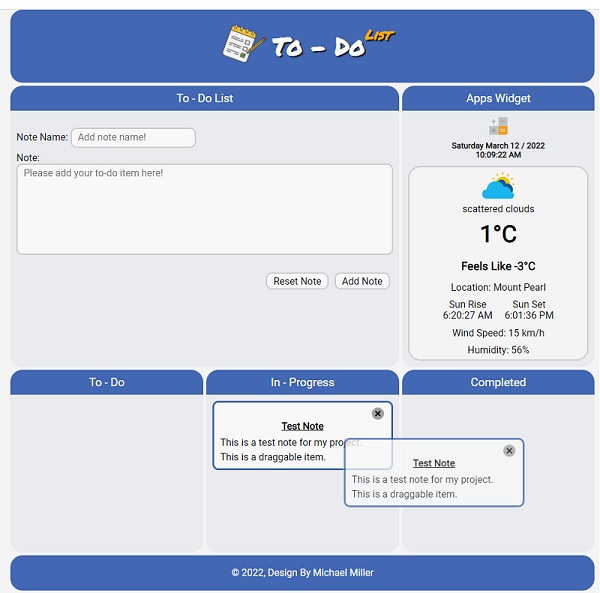 To - Do List
To - Do List
Apps Widget
Note Name: Add note name!
Note:
Please add your to-do item here!
Reset Note Add Note
Saturday March 12 / 2022
10:09:22 AM
scattered clouds
1°C
Feels Like -3°C
Location: Mount Pearl
Sun Rise Sun Set
6:20:27 AM 6:01:36 PM
Wind Speed: 15 km/h
Humidity: 56%
To - Do
In - Progress
Completed
Test Note
This is a test note for my project.
This is a draggable item.
Test Note
This is a test note for my project.
This is a draggable item.
© 2022, Design By Michael Miller